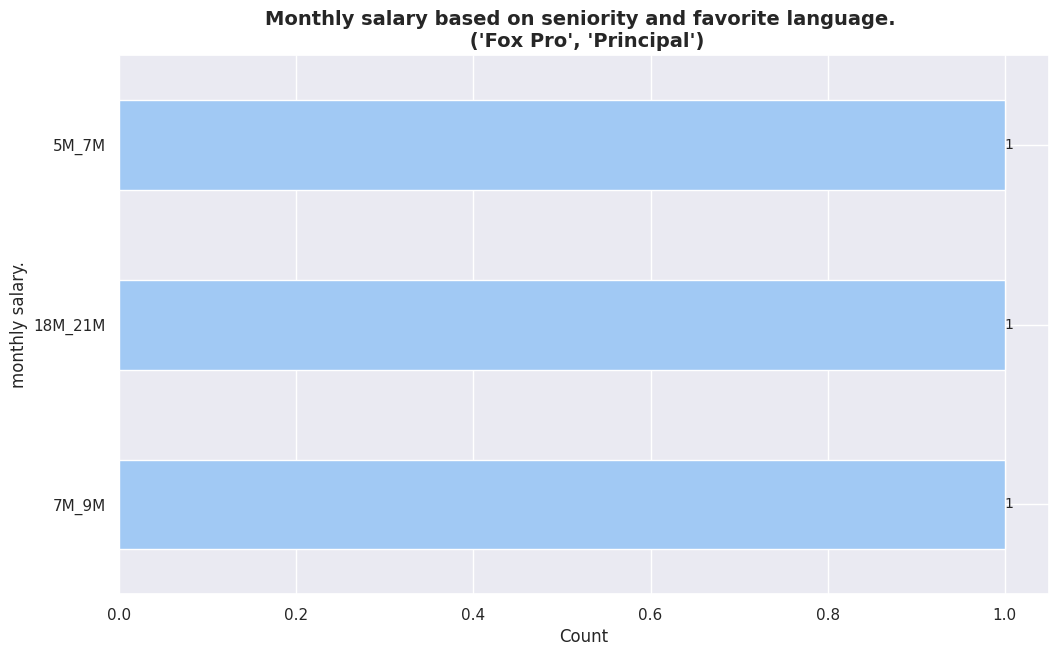 Monthly salary based on seniority and favorite language.
('Fox Pro', 'Principal')
monthly salary.
5M_7M
1
18M_21M
1
7M_9M
1
0.0 0.2 0.4 0.6 0.8 1.0
Count